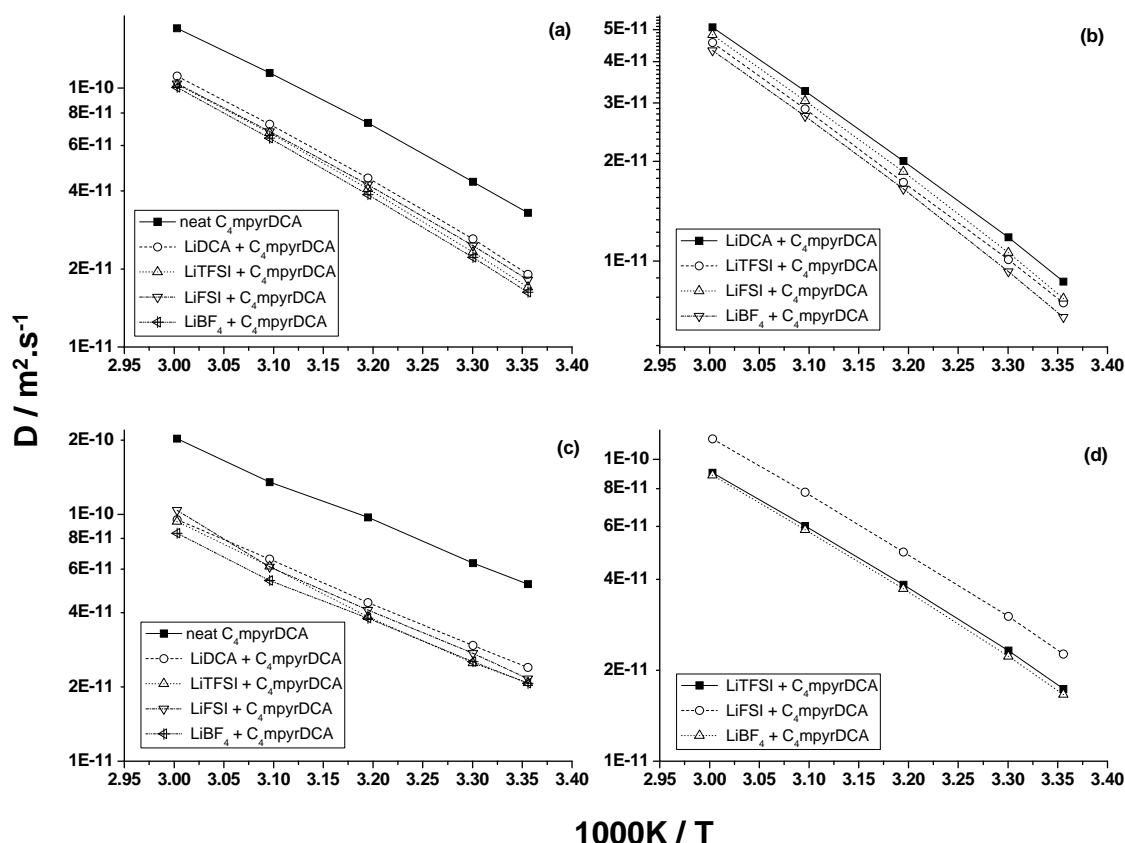 D / m².s⁻¹
(a)
1E-10
8E-11
6E-11
4E-11
2E-11
1E-11
neat C₄mpyrDCA
LiDCA + C₄mpyrDCA
LiTFSI + C₄mpyrDCA
LiFSI + C₄mpyrDCA
LiBF₄ + C₄mpyrDCA
2.95 3.00 3.05 3.10 3.15 3.20 3.25 3.30 3.35 3.40
(b)
5E-11
4E-11
3E-11
2E-11
1E-11
LiDCA + C₄mpyrDCA
LiTFSI + C₄mpyrDCA
LiFSI + C₄mpyrDCA
LiBF₄ + C₄mpyrDCA
2.95 3.00 3.05 3.10 3.15 3.20 3.25 3.30 3.35 3.40
(c)
2E-10
1E-10
8E-11
6E-11
4E-11
2E-11
1E-11
neat C₄mpyrDCA
LiDCA + C₄mpyrDCA
LiTFSI + C₄mpyrDCA
LiFSI + C₄mpyrDCA
LiBF₄ + C₄mpyrDCA
2.95 3.00 3.05 3.10 3.15 3.20 3.25 3.30 3.35 3.40
(d)
1E-10
8E-11
6E-11
4E-11
2E-11
1E-11
LiTFSI + C₄mpyrDCA
LiFSI + C₄mpyrDCA
LiBF₄ + C₄mpyrDCA
2.95 3.00 3.05 3.10 3.15 3.20 3.25 3.30 3.35 3.40
1000K / T